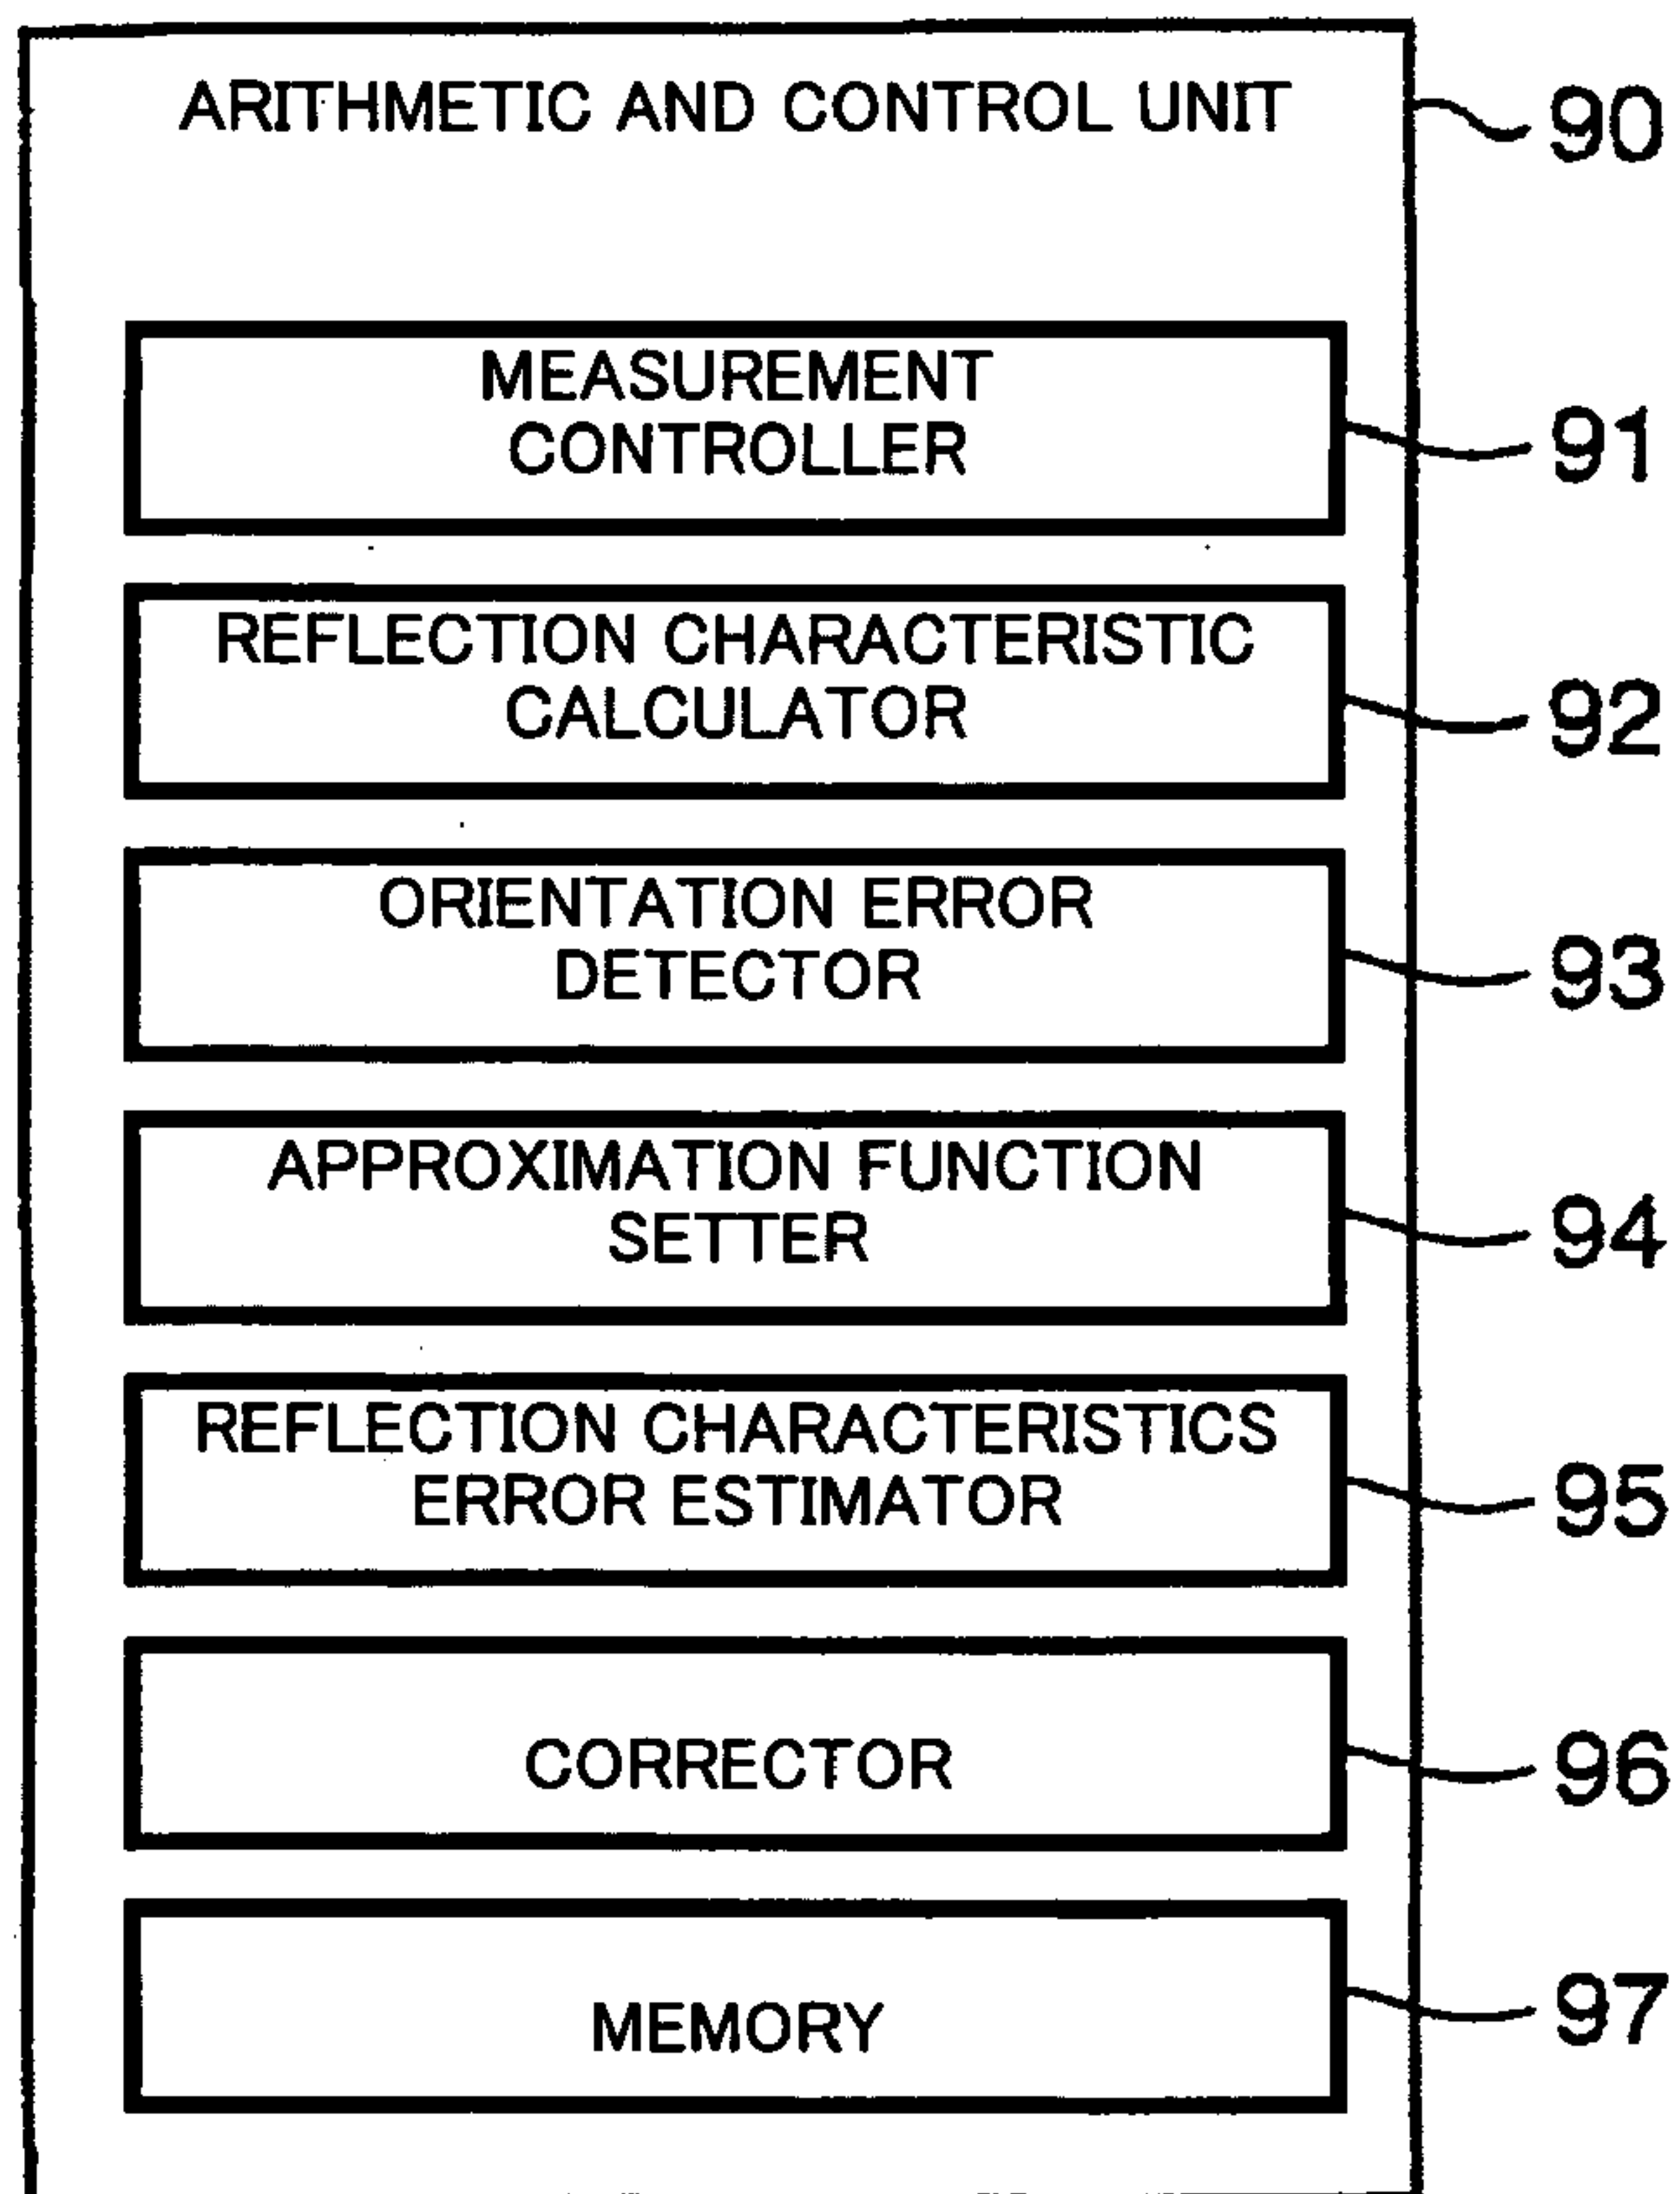 ARITHMETIC AND CONTROL UNIT
90
MEASUREMENT
CONTROLLER
91
REFLECTION CHARACTERISTIC
CALCULATOR
92
ORIENTATION ERROR
DETECTOR
93
APPROXIMATION FUNCTION
SETTER
94
REFLECTION CHARACTERISTICS
ERROR ESTIMATOR
95
CORRECTOR
96
MEMORY
97